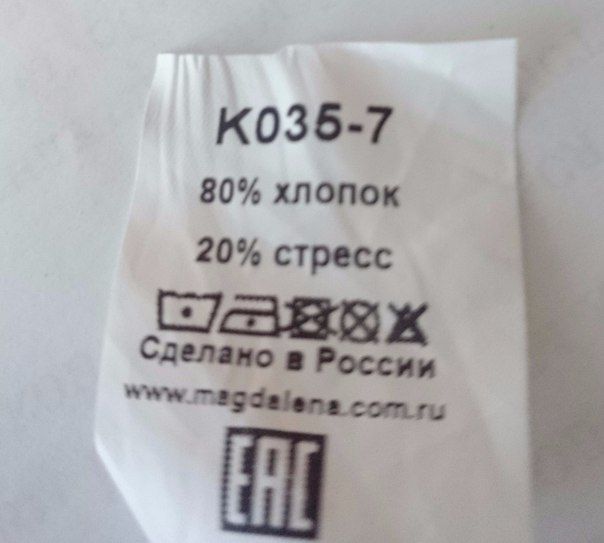 К035-7
80% хлопок
20% стресс
Сделано в России
www.magdalena.com.ru
EAC